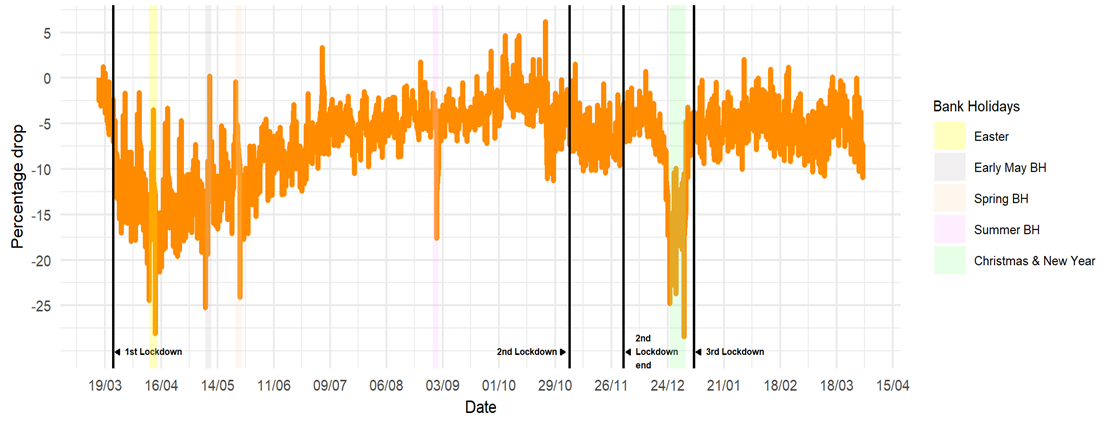 5
0
-5
-10
-15
-20
-25
Percentage drop
1st Lockdown
2nd Lockdown
2nd
Lockdown
end
3rd Lockdown
19/03 16/04 14/05 11/06 09/07 06/08 03/09 01/10 29/10 26/11 24/12 21/01 18/02 18/03 15/04
Date
Bank Holidays
Easter
Early May BH
Spring BH
Summer BH
Christmas & New Year